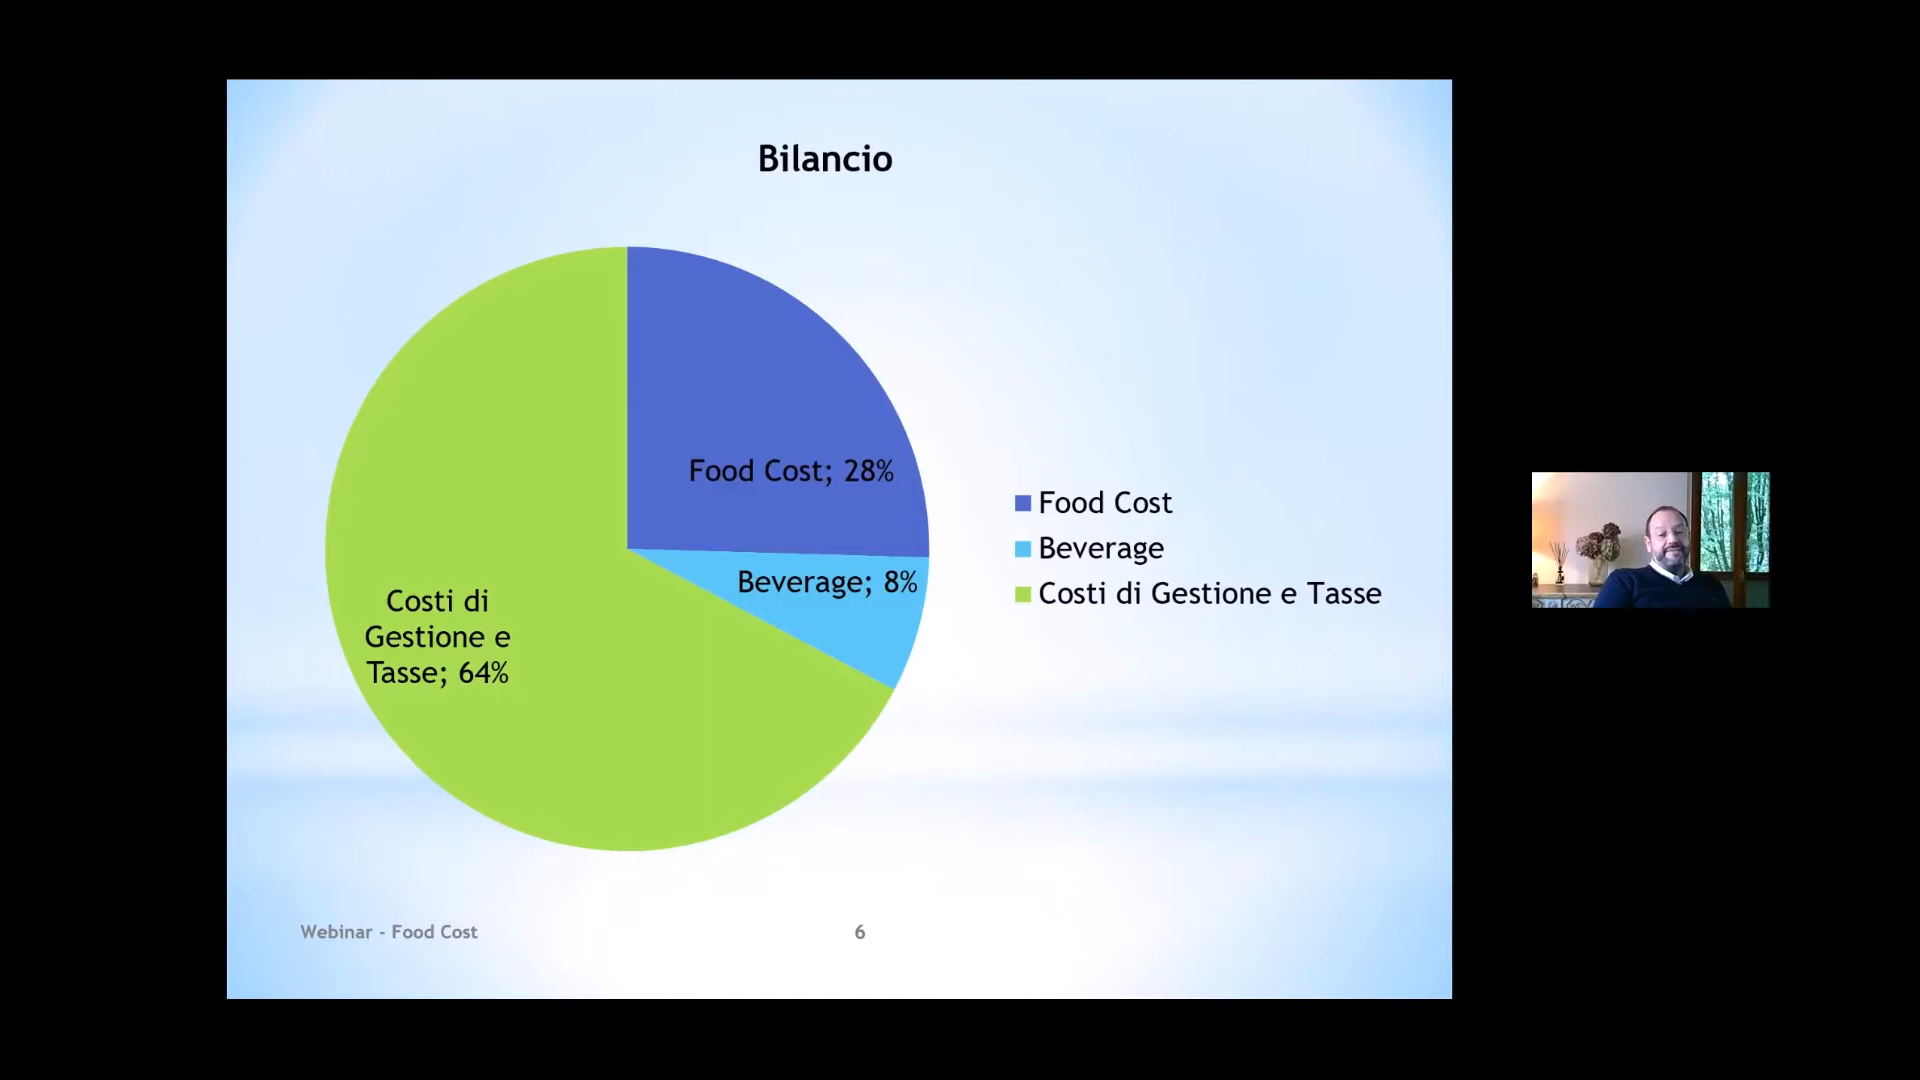 Bilancio
Food Cost; 28%
Beverage; 8%
Costi di
Gestione e
Tasse; 64%
Food Cost
Beverage
Costi di Gestione e Tasse
Webinar - Food Cost
6